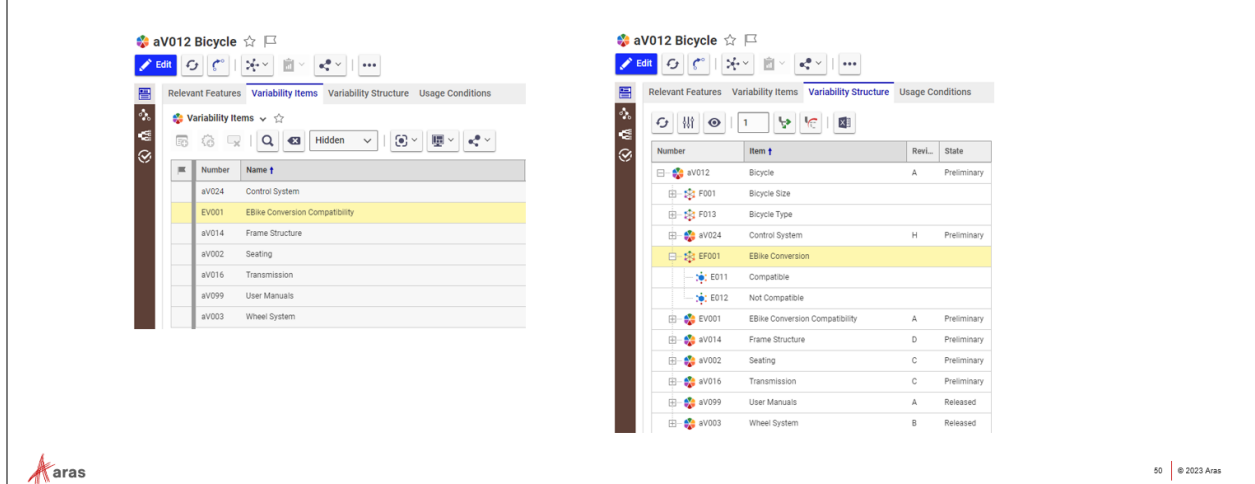 aV012 Bicycle
Edit
Relevant Features Variability Items Variability Structure Usage Conditions
Variability Items
Hidden
Number Name
aV024 Control System
EV001 EBike Conversion Compatibility
aV014 Frame Structure
aV002 Seating
aV016 Transmission
aV099 User Manuals
aV003 Wheel System
aV012 Bicycle
Edit
Relevant Features Variability Items Variability Structure Usage Conditions
1
Number Item Revi... State
aV012 Bicycle A Preliminary
F001 Bicycle Size
F013 Bicycle Type
aV024 Control System H Preliminary
EF001 EBike Conversion
E011 Compatible
E012 Not Compatible
EV001 EBike Conversion Compatibility A Preliminary
aV014 Frame Structure D Preliminary
aV002 Seating C Preliminary
aV016 Transmission C Preliminary
aV099 User Manuals A Released
aV003 Wheel System B Released
aras
50 © 2023 Aras